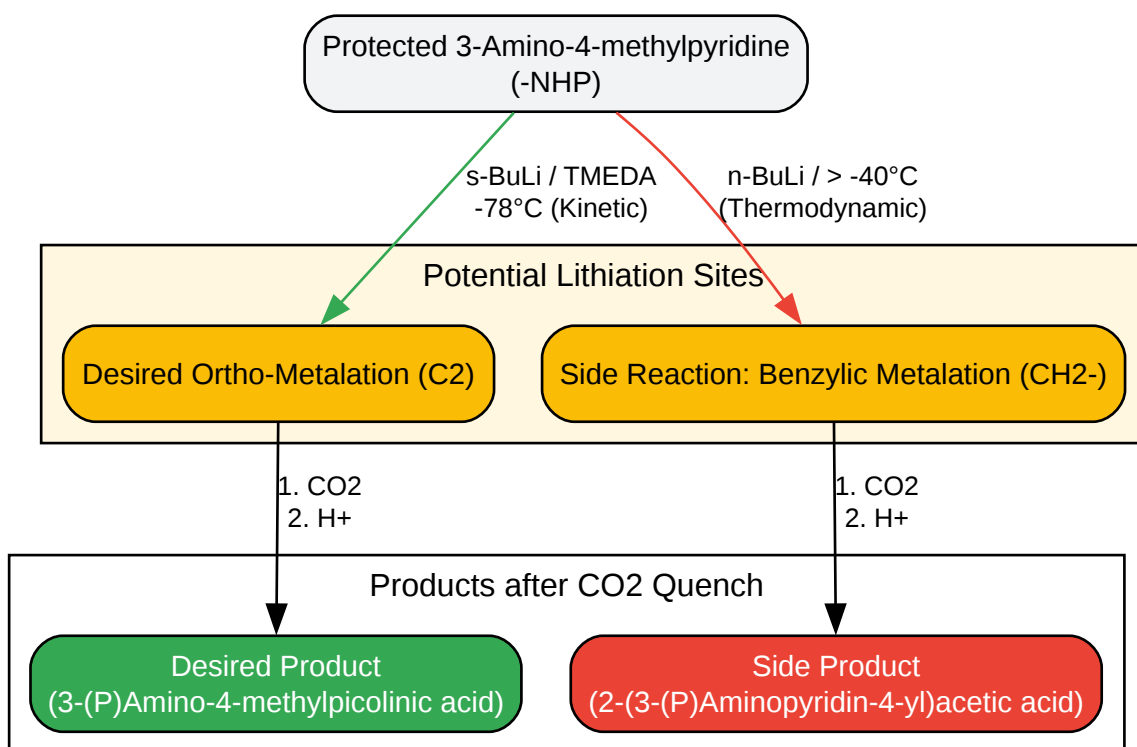 Protected 3-Amino-4-methylpyridine
(-NHP)
s-BuLi / TMEDA
-78°C (Kinetic)
n-BuLi / > -40°C
(Thermodynamic)
Potential Lithiation Sites
Desired Ortho-Metalation (C2)
Side Reaction: Benzylic Metalation (CH2-)
1. CO2
2. H+
1. CO2
2. H+
Products after CO2 Quench
Desired Product
(3-(P)Amino-4-methylpicolinic acid)
Side Product
(2-(3-(P)Aminopyridin-4-yl)acetic acid)